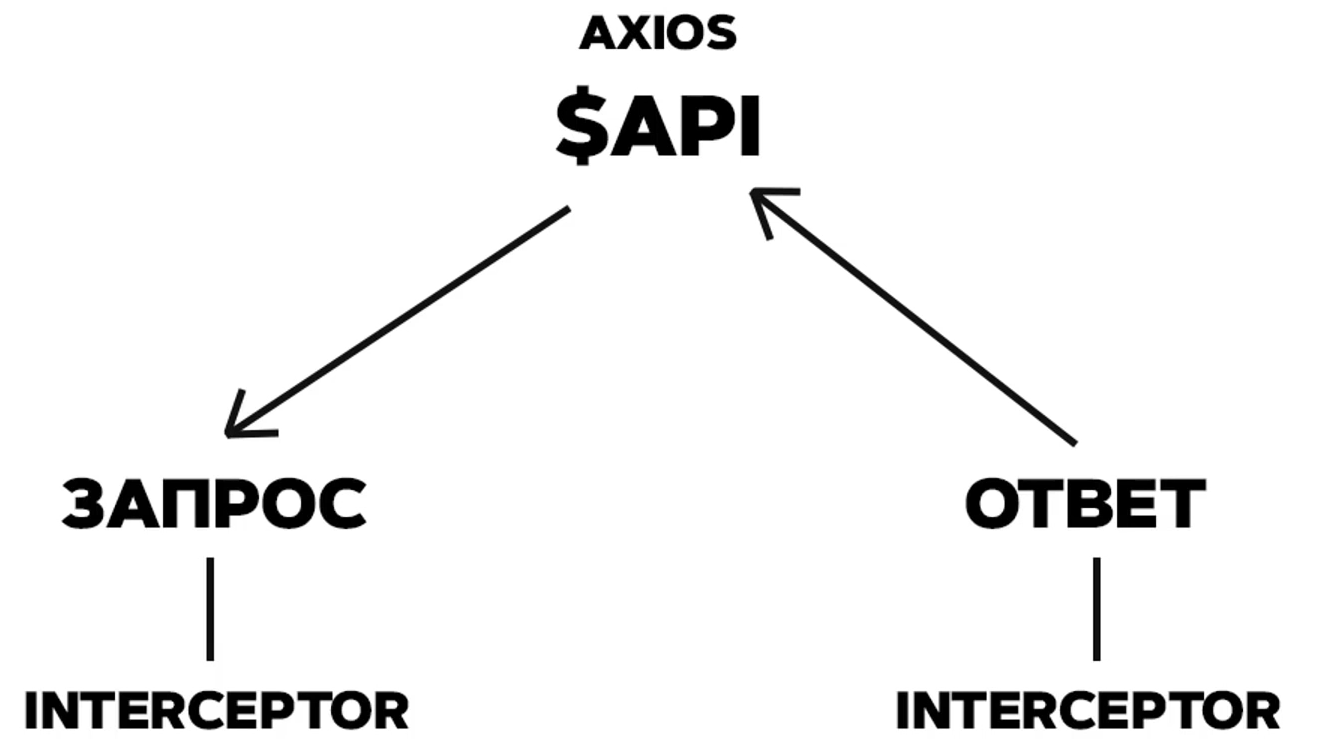 AXIOS
$API
ЗАПРОС
ОТВЕТ
INTERCEPTOR
INTERCEPTOR